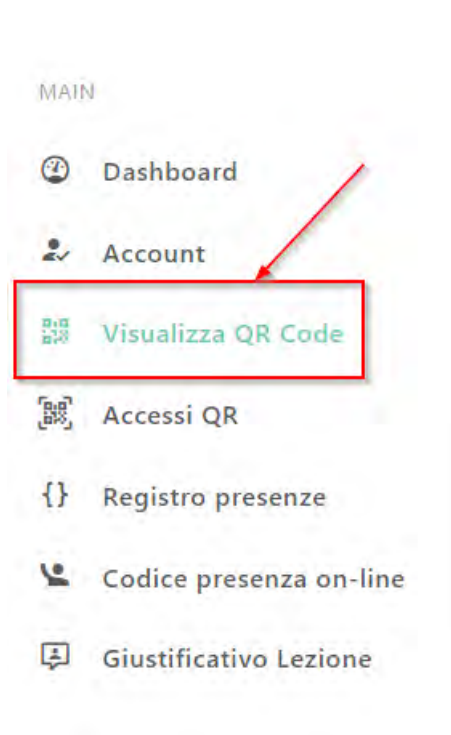 MAIN
Dashboard
Account
Visualizza QR Code
Accessi QR
Registro presenze
Codice presenza on-line
Giustificativo Lezione